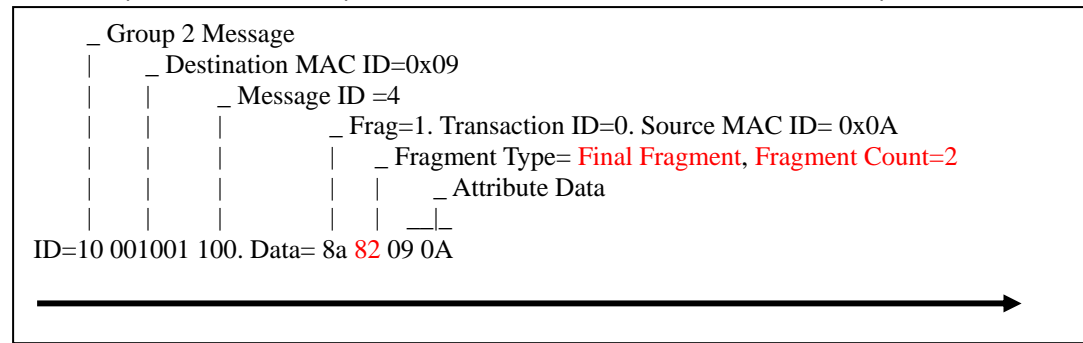 _ Group 2 Message
| _ Destination MAC ID=0x09
| | _ Message ID =4
| | | _ Frag=1. Transaction ID=0. Source MAC ID= 0x0A
| | | | _ Fragment Type= Final Fragment, Fragment Count=2
| | | | | _ Attribute Data
| | | | | __|_
ID=10 001001 100. Data= 8a 82 09 0A